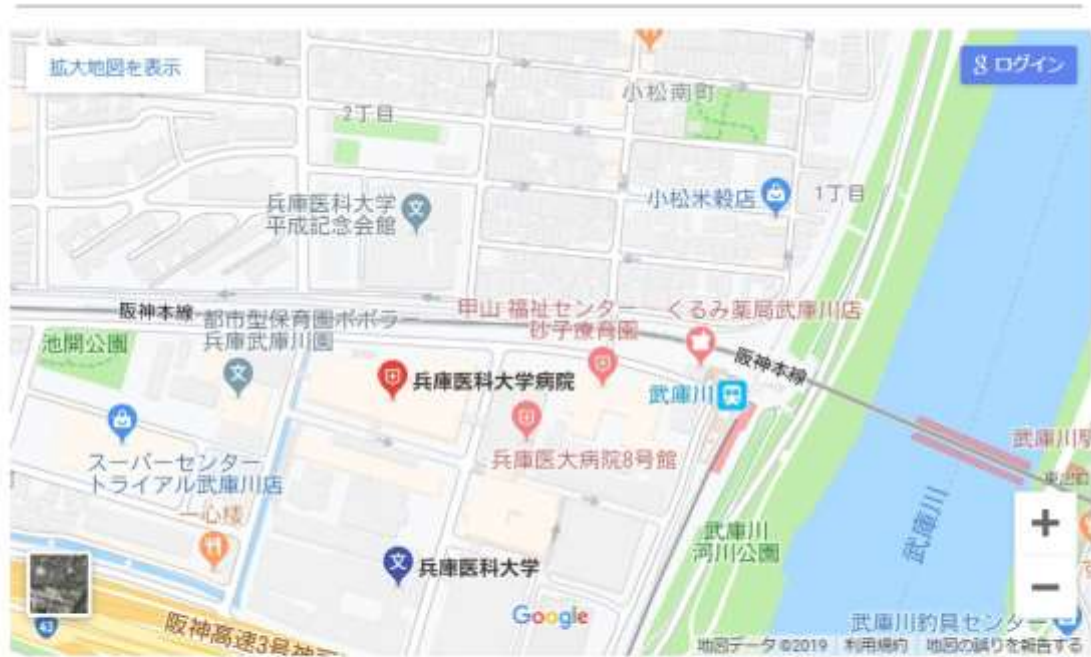 拡大地図を表示
ログイン
小松南町
2丁目
小松米穀店
1丁目
兵庫医科大学
平成記念会館
阪神本線
都市型保育園ポポラー
兵庫武庫川園
甲山 福祉センター
砂子療育園
くるみ薬局武庫川店
池開公園
阪神本線
兵庫医科大学病院
武庫川
兵庫医大病院8号館
武庫川駅
スーパーセンター
トライアル武庫川店
一心楼
武庫川
河川公園
武庫川
兵庫医科大学
43
阪神高速3号神戸
Google
武庫川釣具センター
地図データ ©2019
利用規約
地図の誤りを報告する